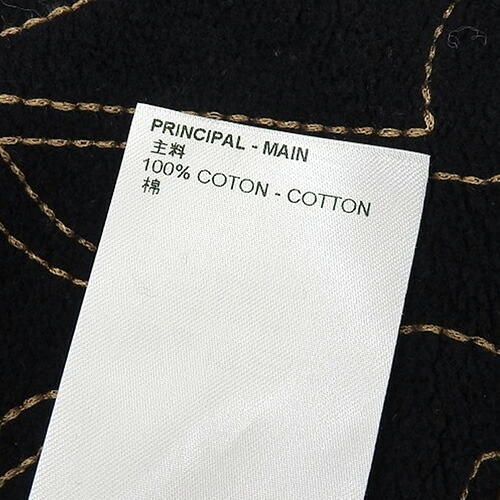 PRINCIPAL - MAIN
主料
100% COTON - COTTON
棉